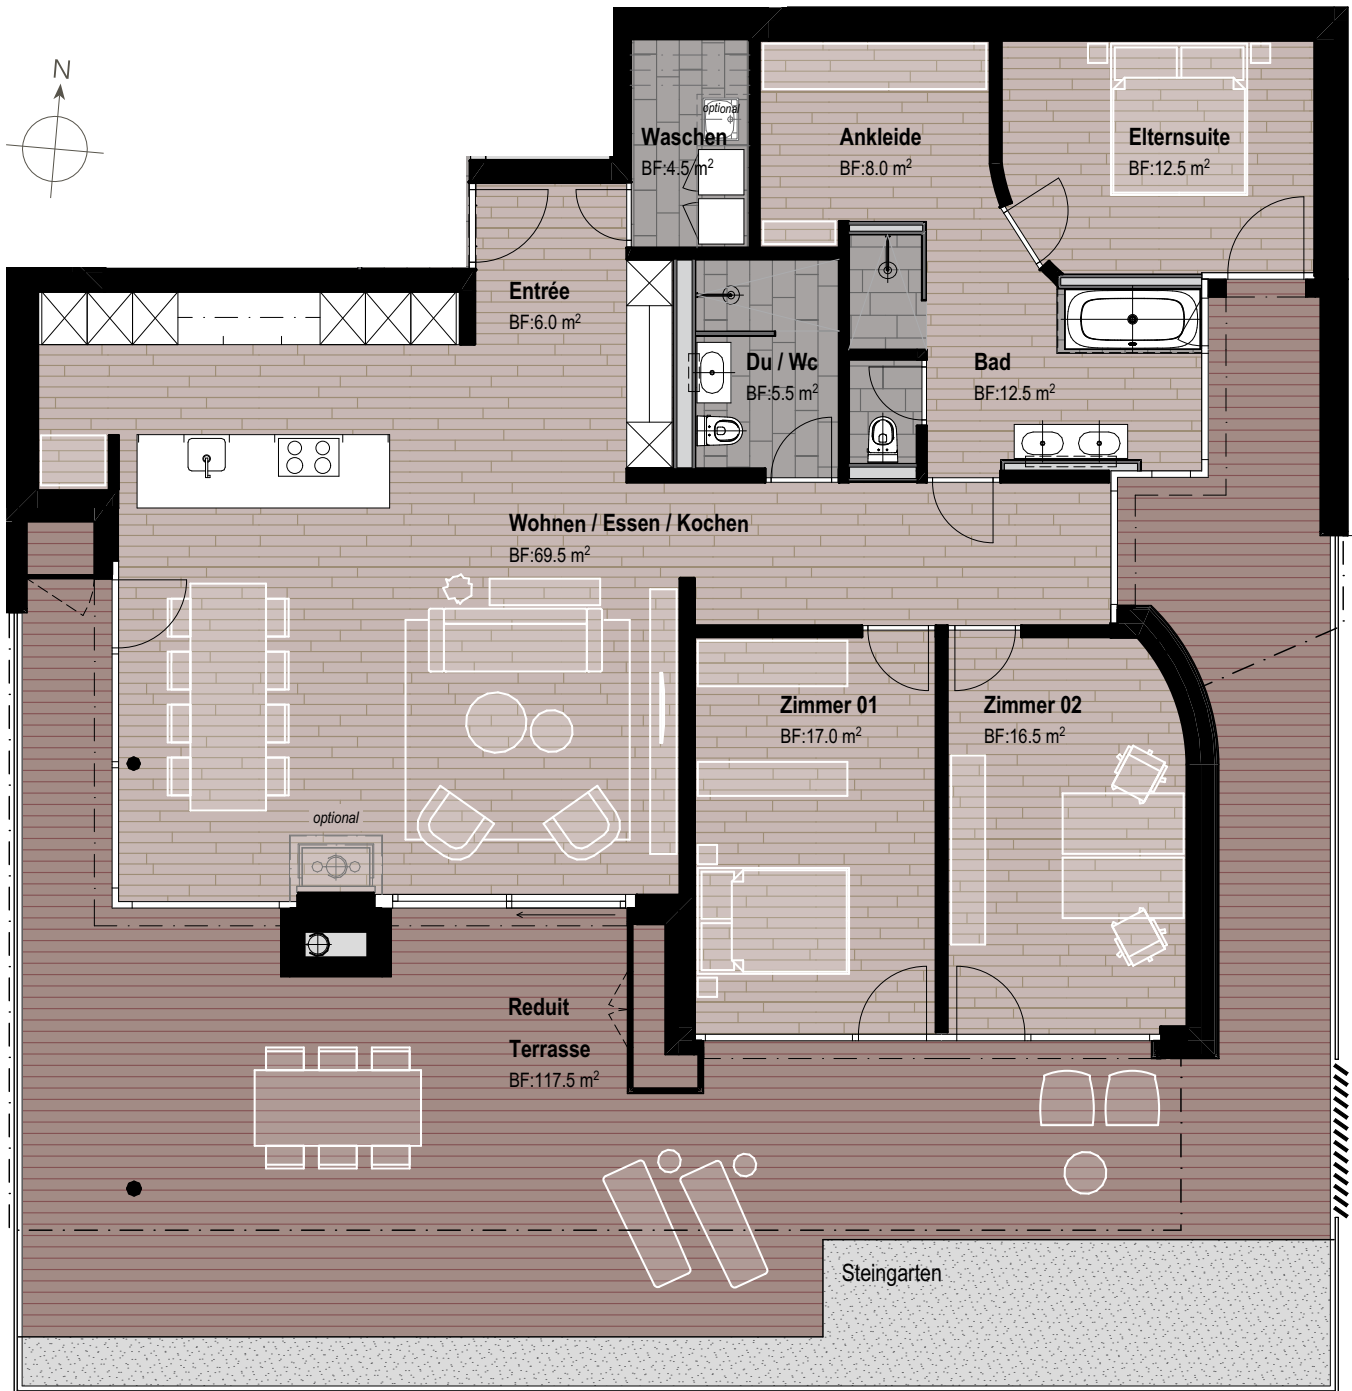 N
optional
Waschen
BF:4.5 m²
Ankleide
BF:8.0 m²
Elternsuite
BF:12.5 m²
Entrée
BF:6.0 m²
Du / Wc
BF:5.5 m²
Bad
BF:12.5 m²
Wohnen / Essen / Kochen
BF:69.5 m²
Zimmer 01
BF:17.0 m²
Zimmer 02
BF:16.5 m²
optional
Reduit
Terrasse
BF:117.5 m²
Steingarten